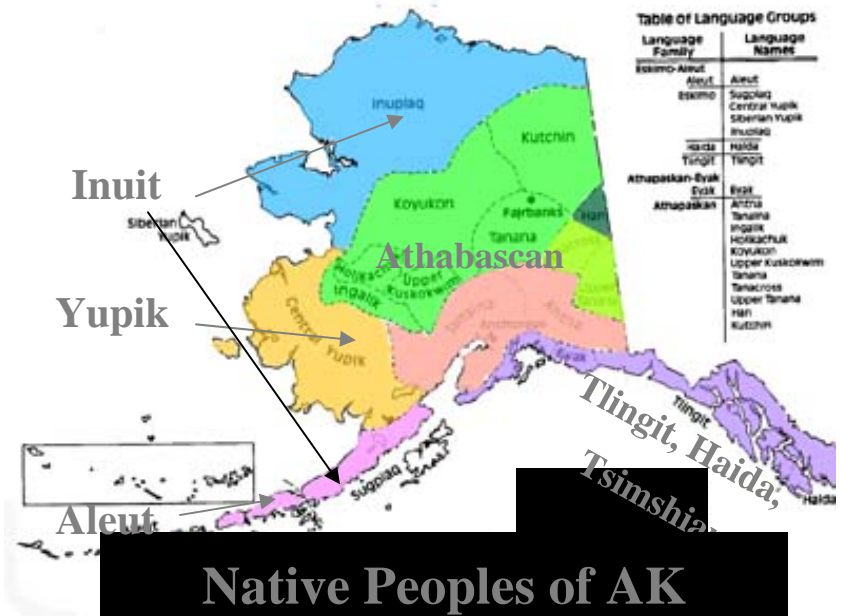 Table of Language Groups
Language Family
Language Names
Eskimo-Aleut
Aleut Aleut
Eskimo Sugpiaq
Central Yupik
Siberian Yupik
Inupiaq
Haida Haida
Tlingit Tlingit
Athapaskan-Eyak
Eyak Eyak
Athapaskan Ahtna
Tanaina
Ingalik
Holikachuk
Koyukon
Upper Kuskokwim
Tanana
Tanacross
Upper Tanana
Han
Kutchin
Inupiaq
Kutchin
Inuit
Koyukon
Fairbanks
Han
Siberian Yupik
Tanana
Athabascan
Holikachuk
Upper Kuskokwim
Ingalik
Yupik
Central Yupik
Tanaina
Ahtna
Eyak
Tlingit
Tlingit, Haida,
Tsimshian
Sugpiaq
Haida
Aleut
Native Peoples of AK